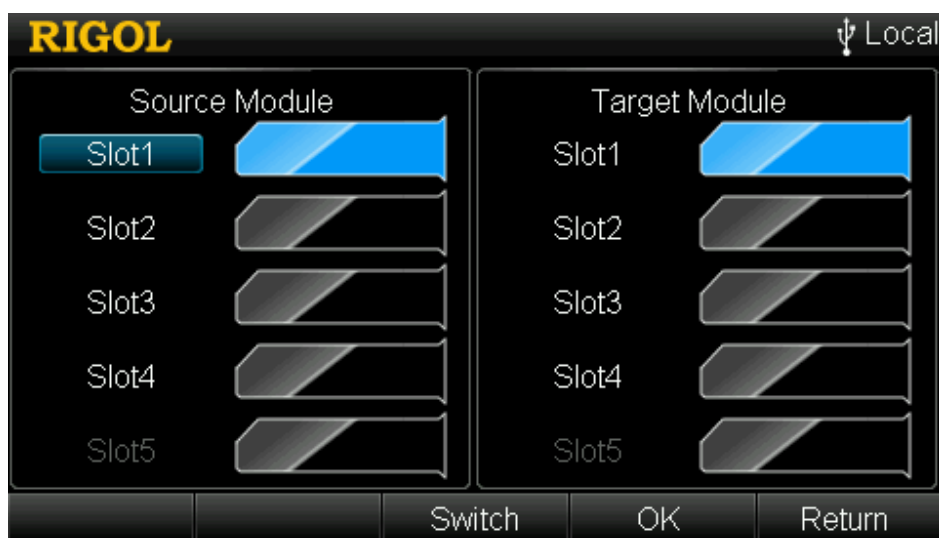 RIGOL
Local
Source Module
Slot1
Slot2
Slot3
Slot4
Slot5
Target Module
Slot1
Slot2
Slot3
Slot4
Slot5
Switch
OK
Return